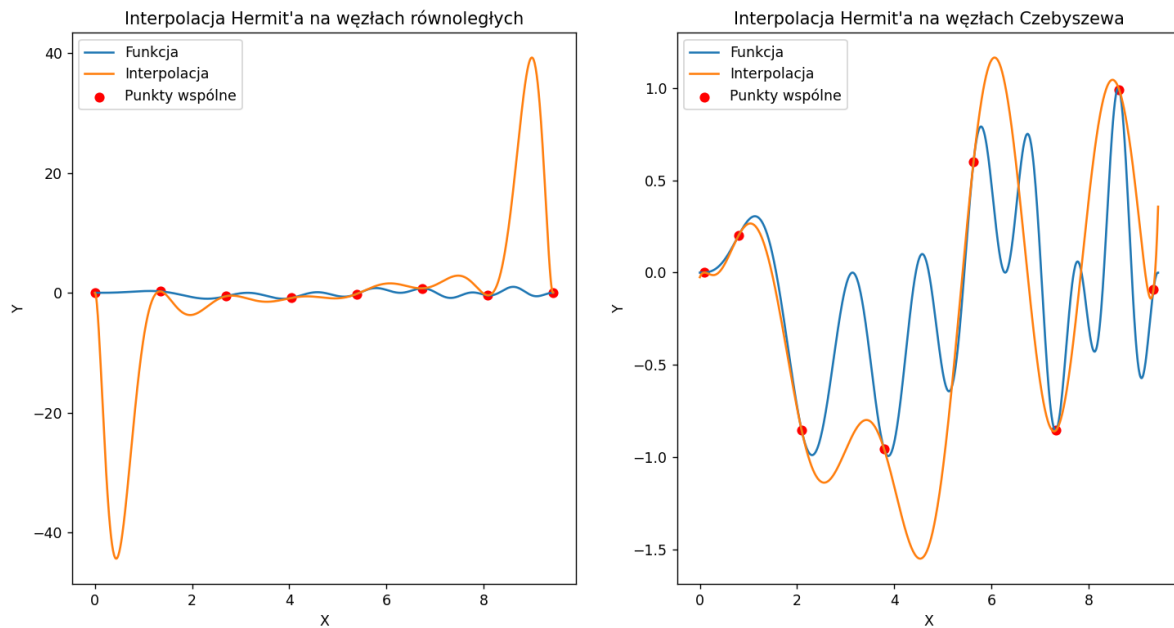 Interpolacja Hermit'a na węzłach równoległych
Funkcja
Interpolacja
Punkty wspólne
40
20
0
−20
−40
Y
0 2 4 6 8
X
Interpolacja Hermit'a na węzłach Czebyszewa
Funkcja
Interpolacja
Punkty wspólne
1.0
0.5
0.0
−0.5
−1.0
−1.5
Y
0 2 4 6 8
X